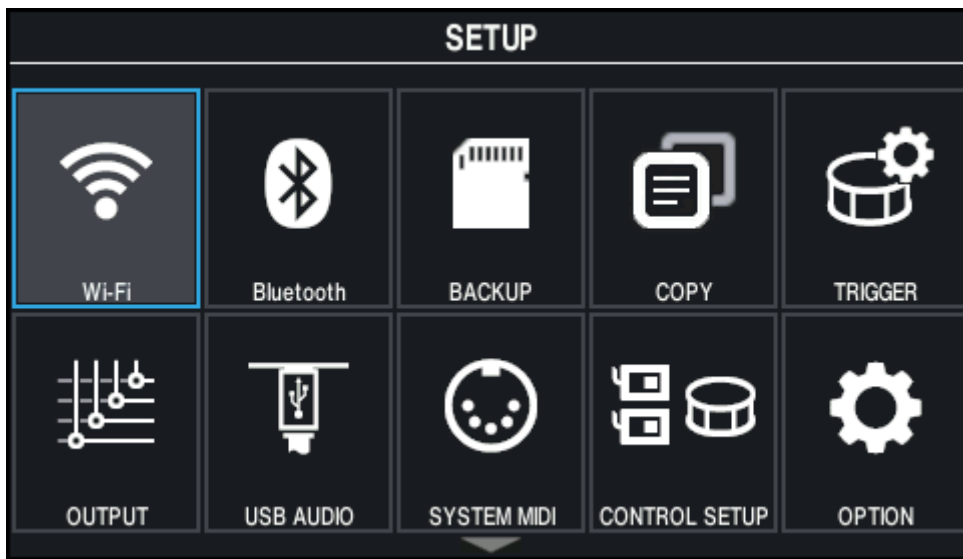 SETUP
Wi-Fi Bluetooth BACKUP COPY TRIGGER
OUTPUT USB AUDIO SYSTEM MIDI CONTROL SETUP OPTION